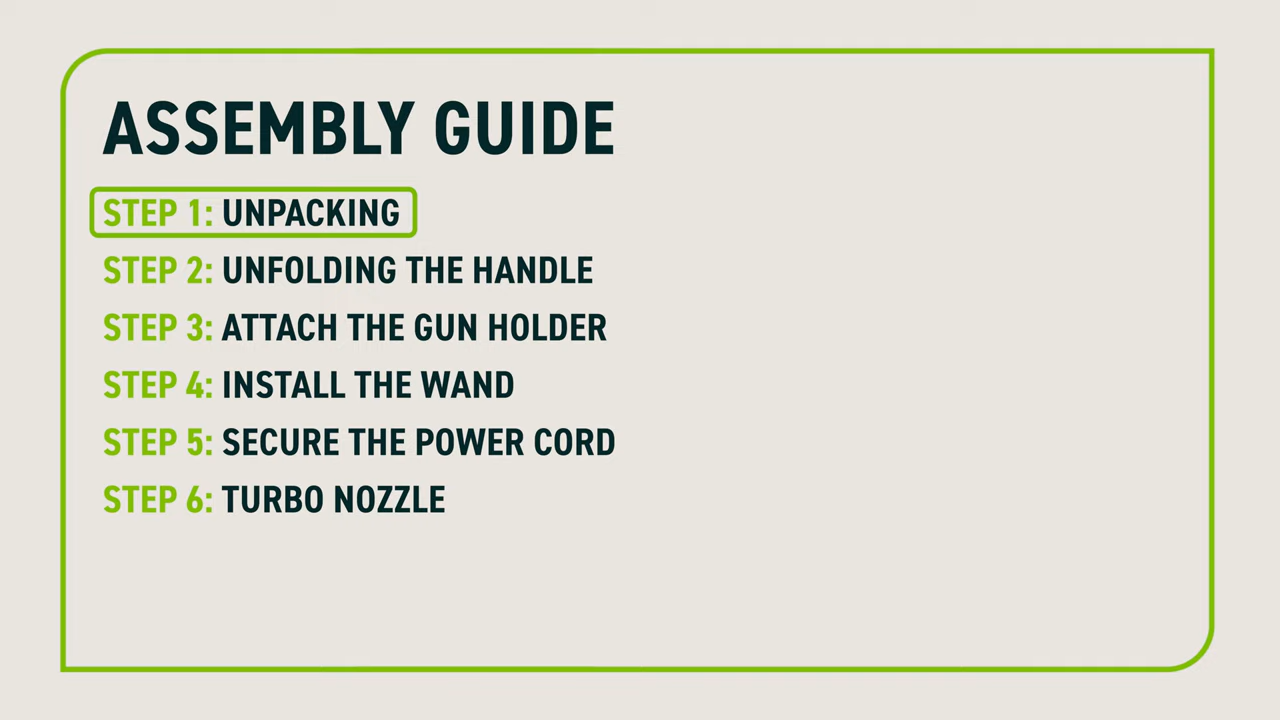 ASSEMBLY GUIDE
STEP 1: UNPACKING
STEP 2: UNFOLDING THE HANDLE
STEP 3: ATTACH THE GUN HOLDER
STEP 4: INSTALL THE WAND
STEP 5: SECURE THE POWER CORD
STEP 6: TURBO NOZZLE